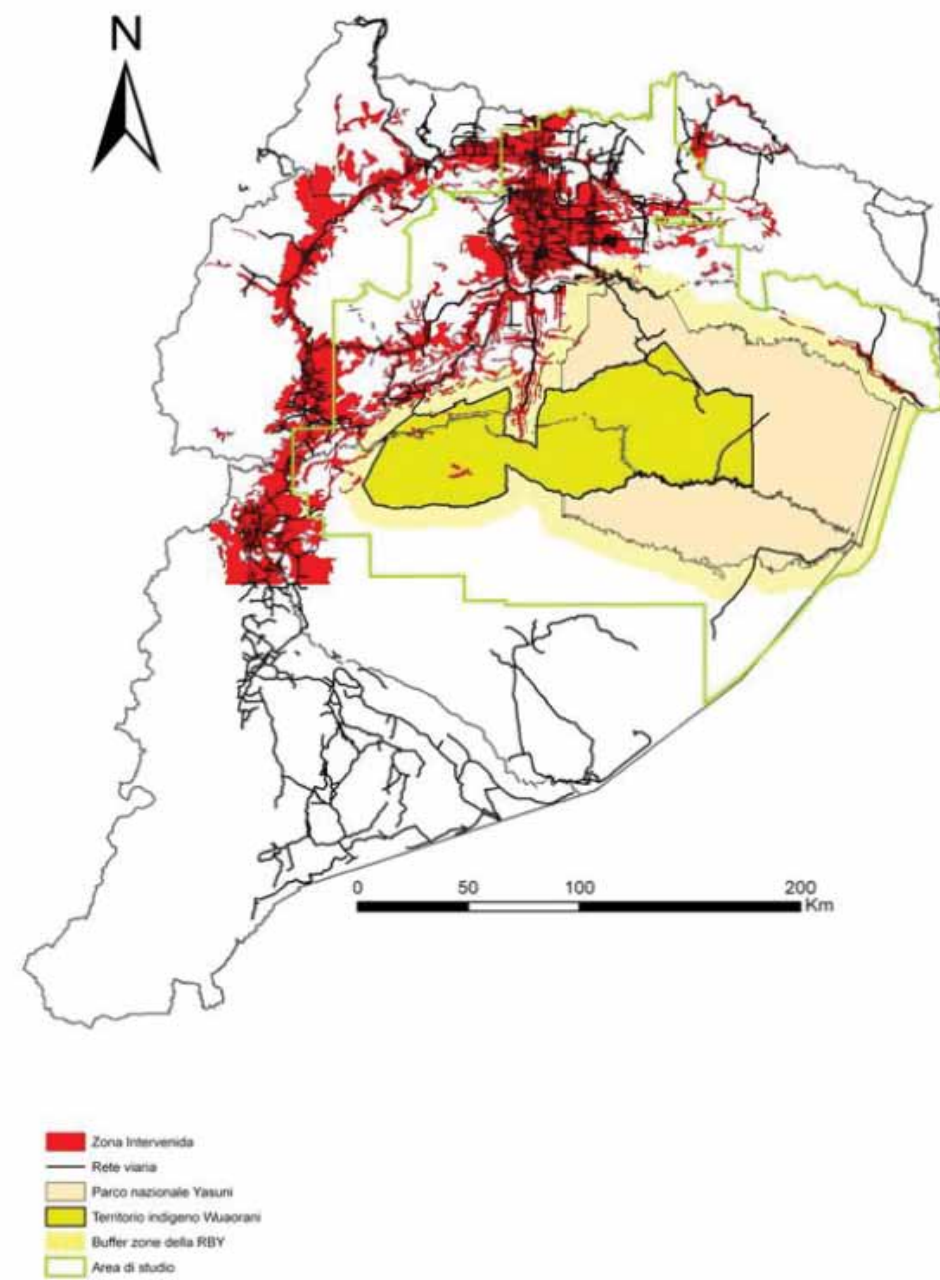 N
0 50 100 200
Km
Zona Intervenida
Rete viaria
Parco nazionale Yasuni
Territorio indigeno Wuaorani
Buffer zone della RBY
Area di studio